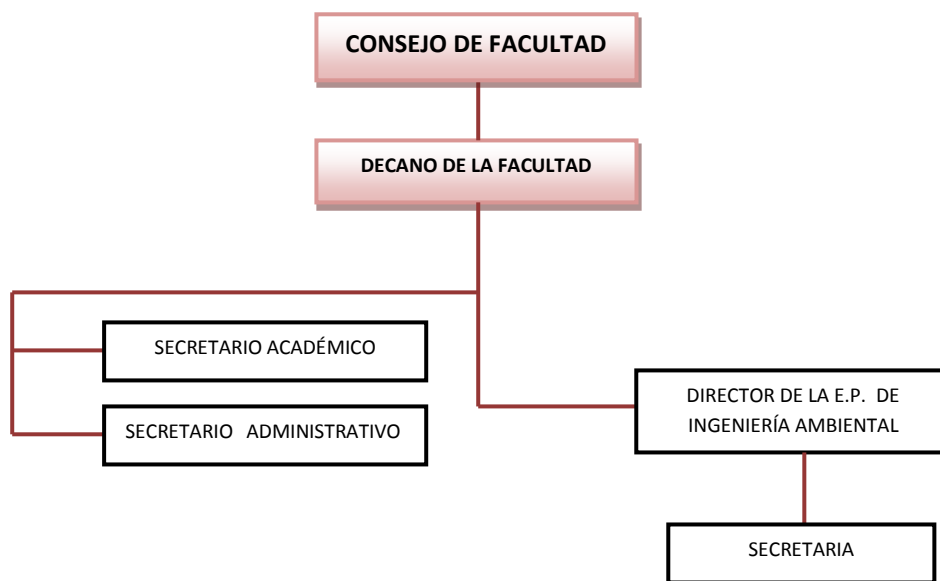 CONSEJO DE FACULTAD
DECANO DE LA FACULTAD
SECRETARIO ACADÉMICO
SECRETARIO ADMINISTRATIVO
DIRECTOR DE LA E.P. DE
INGENIERÍA AMBIENTAL
SECRETARIA